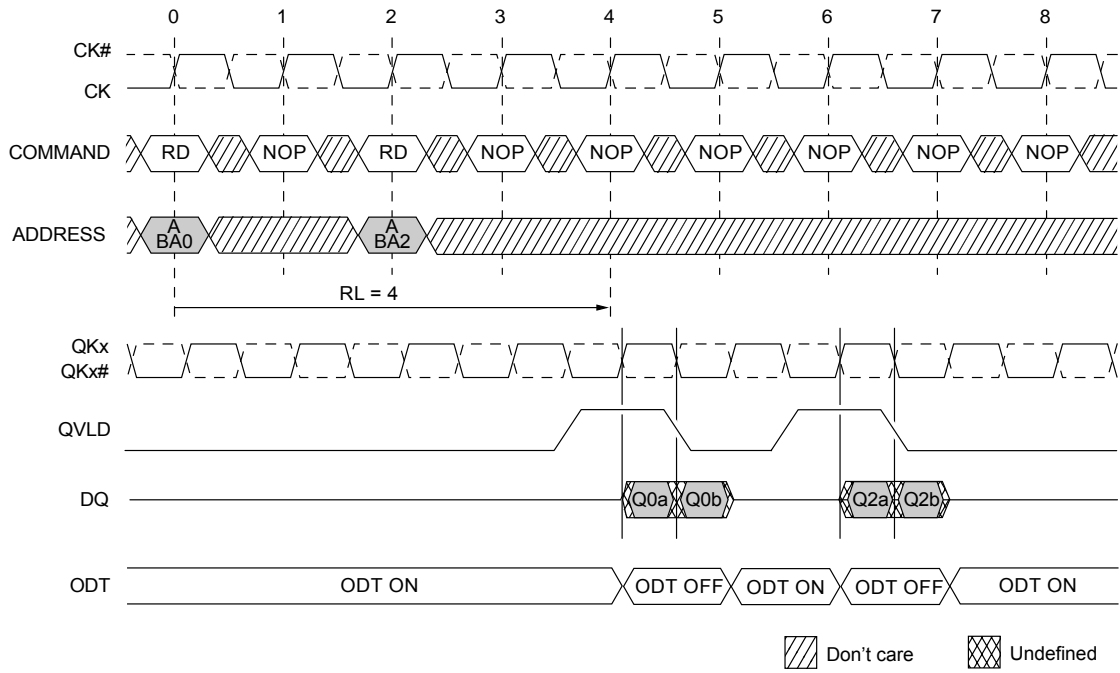 0 1 2 3 4 5 6 7 8
CK#
CK
COMMAND RD NOP RD NOP NOP NOP NOP NOP NOP
ADDRESS A BA0 A BA2
RL = 4
QKx
QKx#
QVLD
DQ Q0a Q0b Q2a Q2b
ODT ODT ON ODT OFF ODT ON ODT OFF ODT ON
Don't care Undefined